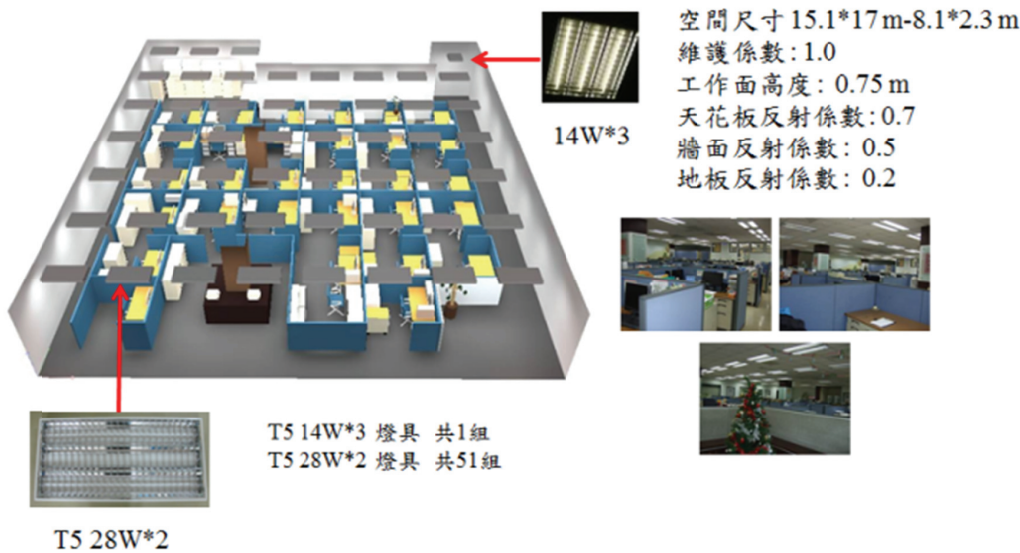 空間尺寸 15.1*17 m-8.1*2.3 m
維護係數: 1.0
工作面高度: 0.75 m
天花板反射係數: 0.7
牆面反射係數: 0.5
地板反射係數: 0.2
14W*3
T5 14W*3 燈具 共1組
T5 28W*2 燈具 共51組
T5 28W*2